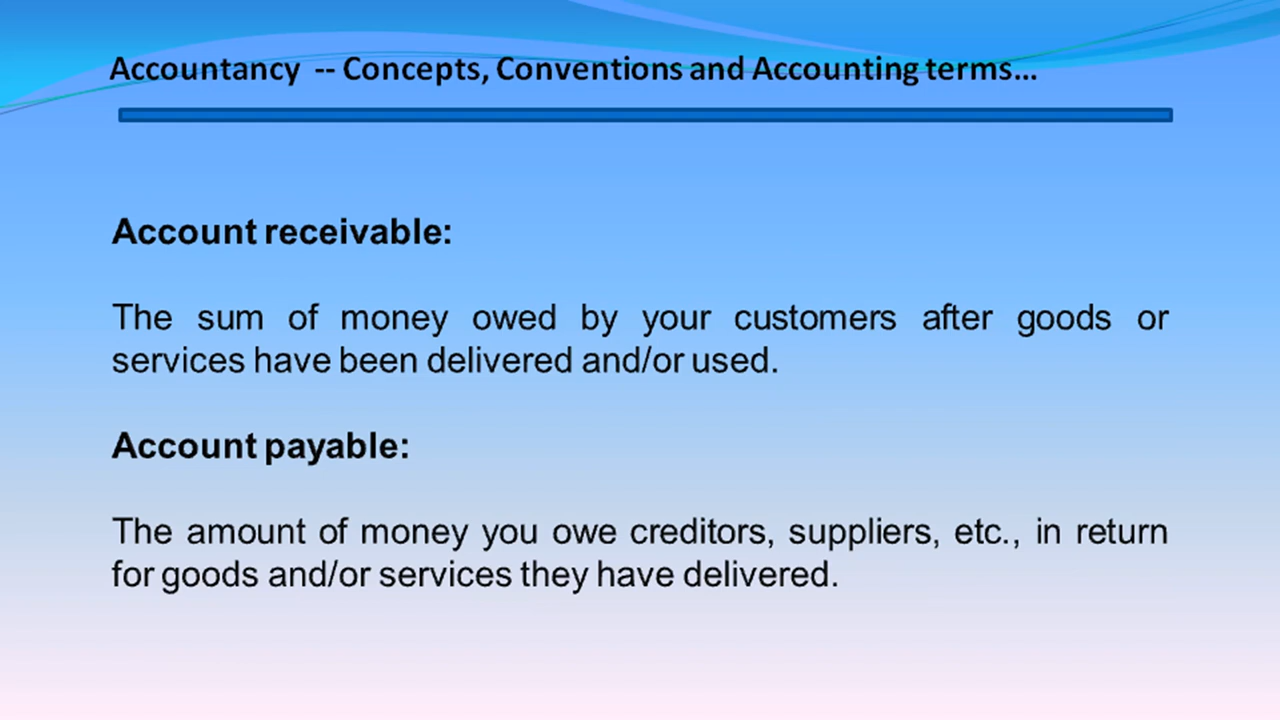 Accountancy -- Concepts, Conventions and Accounting terms...
Account receivable:
The sum of money owed by your customers after goods or
services have been delivered and/or used.
Account payable:
The amount of money you owe creditors, suppliers, etc., in return
for goods and/or services they have delivered.